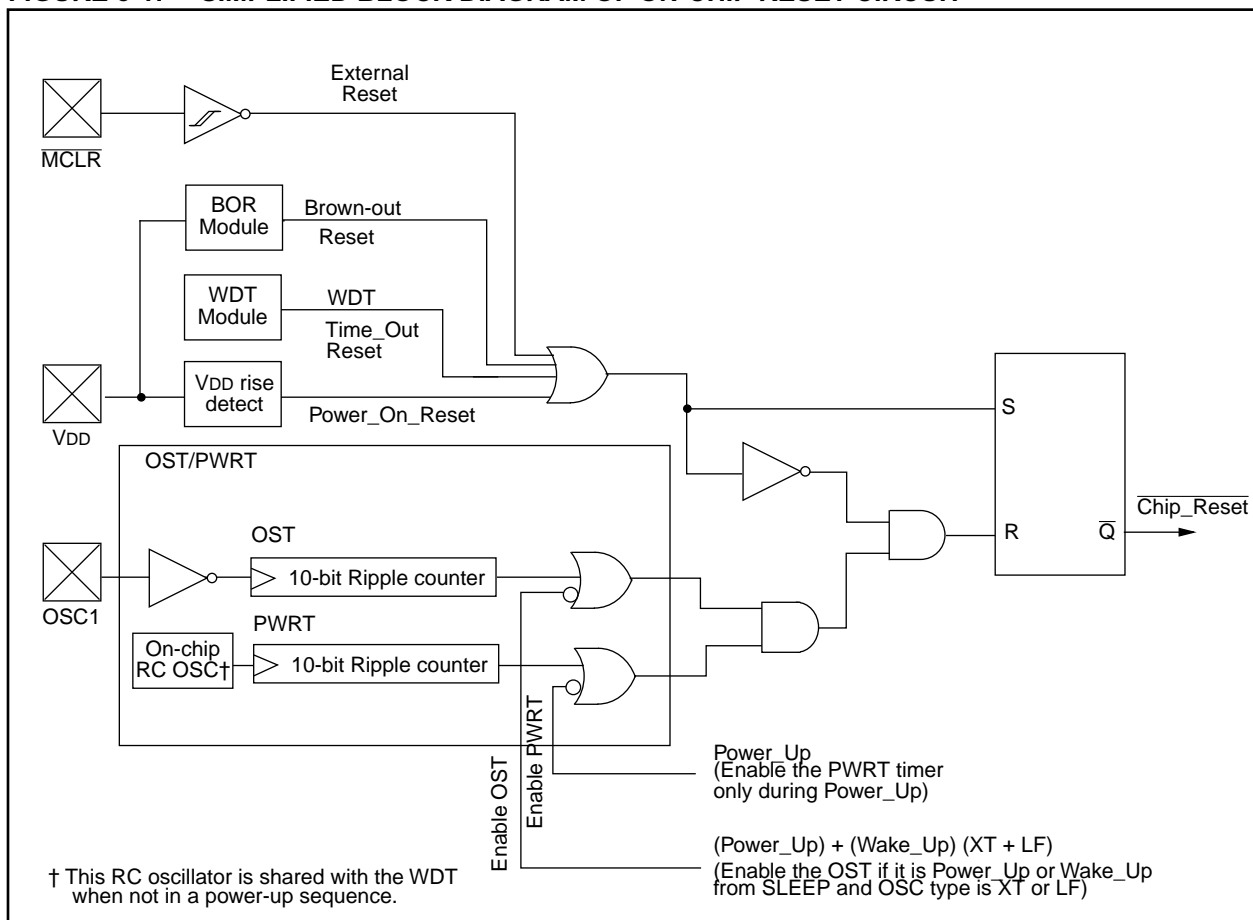 FIGURE SIMPLIFIED BLOCK DIAGRAM OF ON-CHIP RESET CIRCUIT
External
Reset
MCLR
BOR
Module
Brown-out
Reset
WDT
Module
WDT
Time_Out
Reset
VDD rise
detect
Power_On_Reset
VDD
S
OST/PWRT
Chip_Reset
R
Q
OST
10-bit Ripple counter
OSC1
PWRT
On-chip
RC OSC†
10-bit Ripple counter
Enable OST
Enable PWRT
Power_Up
(Enable the PWRT timer
only during Power_Up)
(Power_Up) + (Wake_Up) (XT + LF)
(Enable the OST if it is Power_Up or Wake_Up
from SLEEP and OSC type is XT or LF)
† This RC oscillator is shared with the WDT
when not in a power-up sequence.